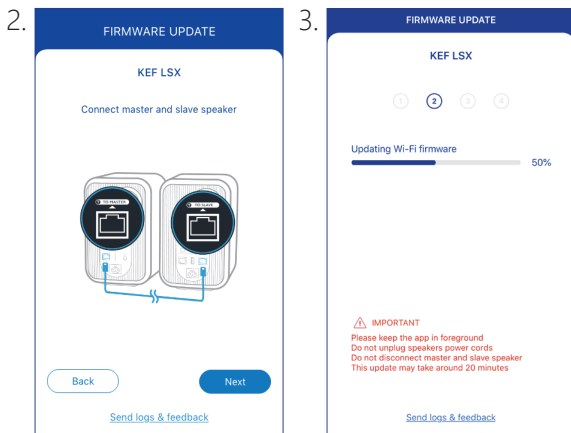 2.
FIRMWARE UPDATE
KEF LSX
Connect master and slave speaker
TO MASTER
TO SLAVE
Back
Next
Send logs & feedback
3.
FIRMWARE UPDATE
KEF LSX
1 2 3 4
Updating Wi-Fi firmware
50%
IMPORTANT
Please keep the app in foreground
Do not unplug speakers power cords
Do not disconnect master and slave speaker
This update may take around 20 minutes
Send logs & feedback